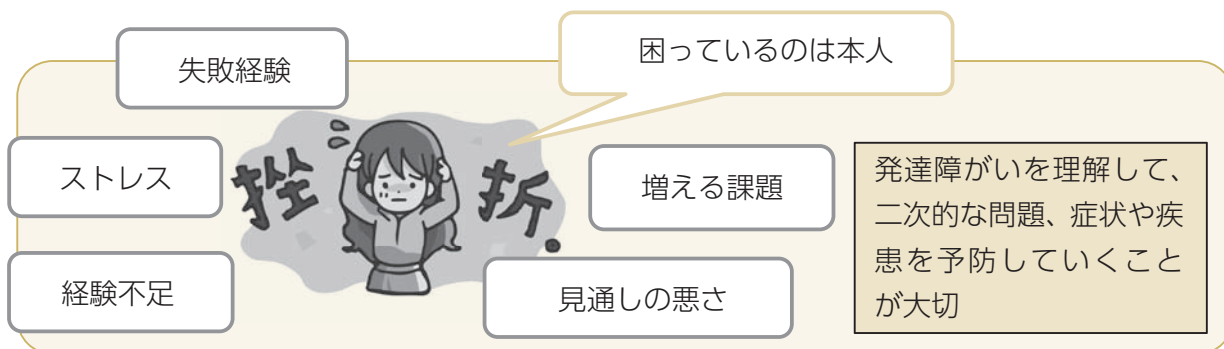 失敗経験
困っているのは本人
ストレス
挫折。
増える課題
経験不足
見通しの悪さ
発達障がいを理解して、
二次的な問題、症状や疾
患を予防していくこと
が大切